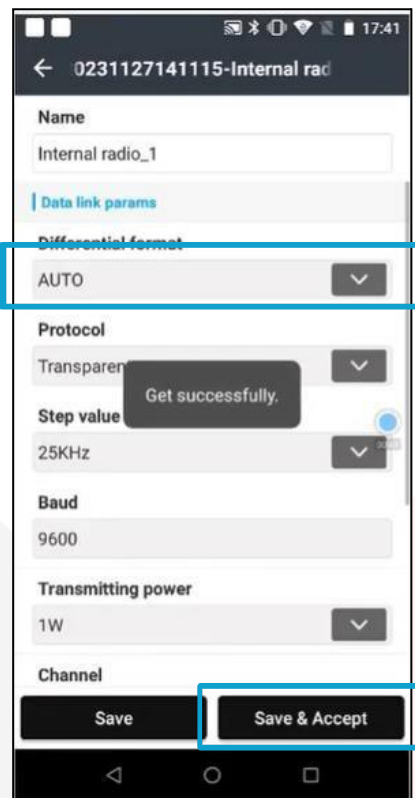 17:41
0231127141115-Internal rad
Name
Internal radio_1
Data link params
Differential format
AUTO
Protocol
Transparen
Get successfully.
Step value
25KHz
Baud
9600
Transmitting power
1W
Channel
Save
Save & Accept